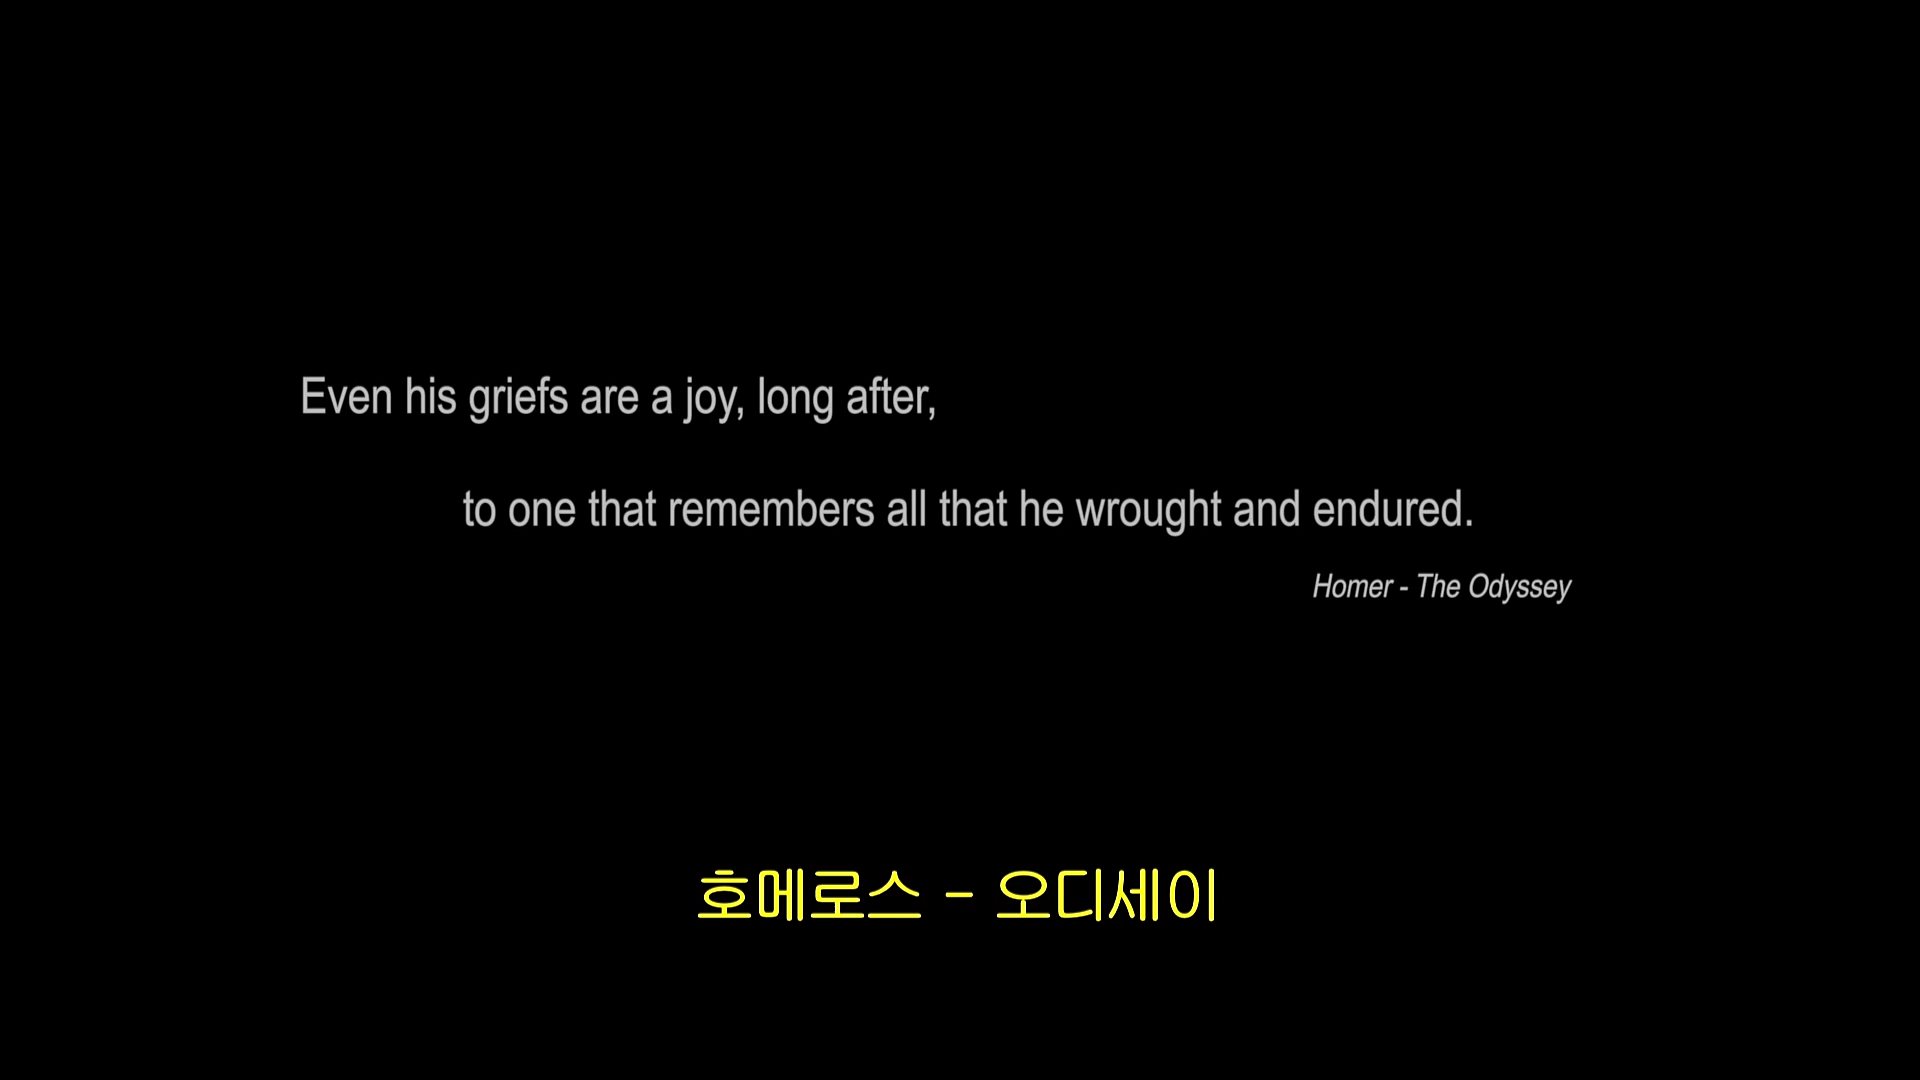 Even his griefs are a joy, long after,
to one that remembers all that he wrought and endured.
Homer - The Odyssey
호메로스 - 오디세이